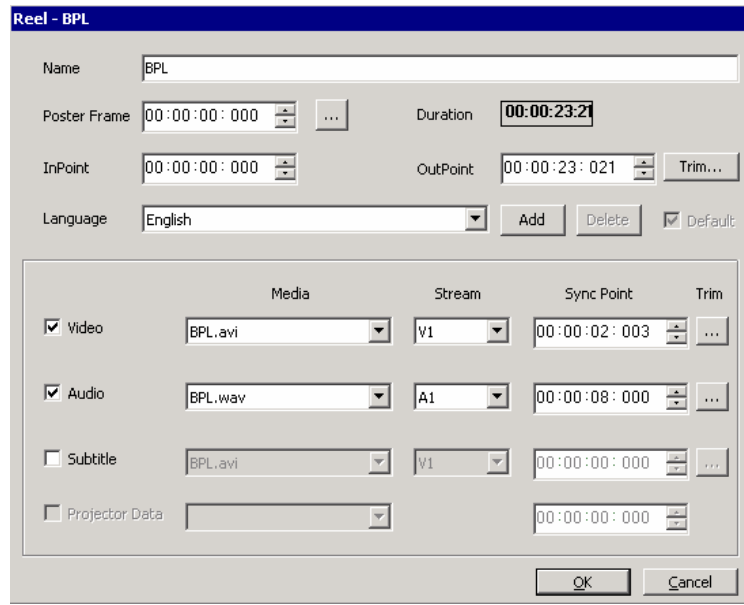 Reel - BPL
Name BPL
Poster Frame 00:00:00: 000 ... Duration 00:00:23:21
InPoint 00:00:00: 000 OutPoint 00:00:23: 021 Trim...
Language English Add Delete Default
Media Stream Sync Point Trim
Video BPL.avi V1 00:00:02: 003 ...
Audio BPL.wav A1 00:00:08: 000 ...
Subtitle BPL.avi V1 00:00:00: 000 ...
Projector Data 00:00:00: 000
OK Cancel